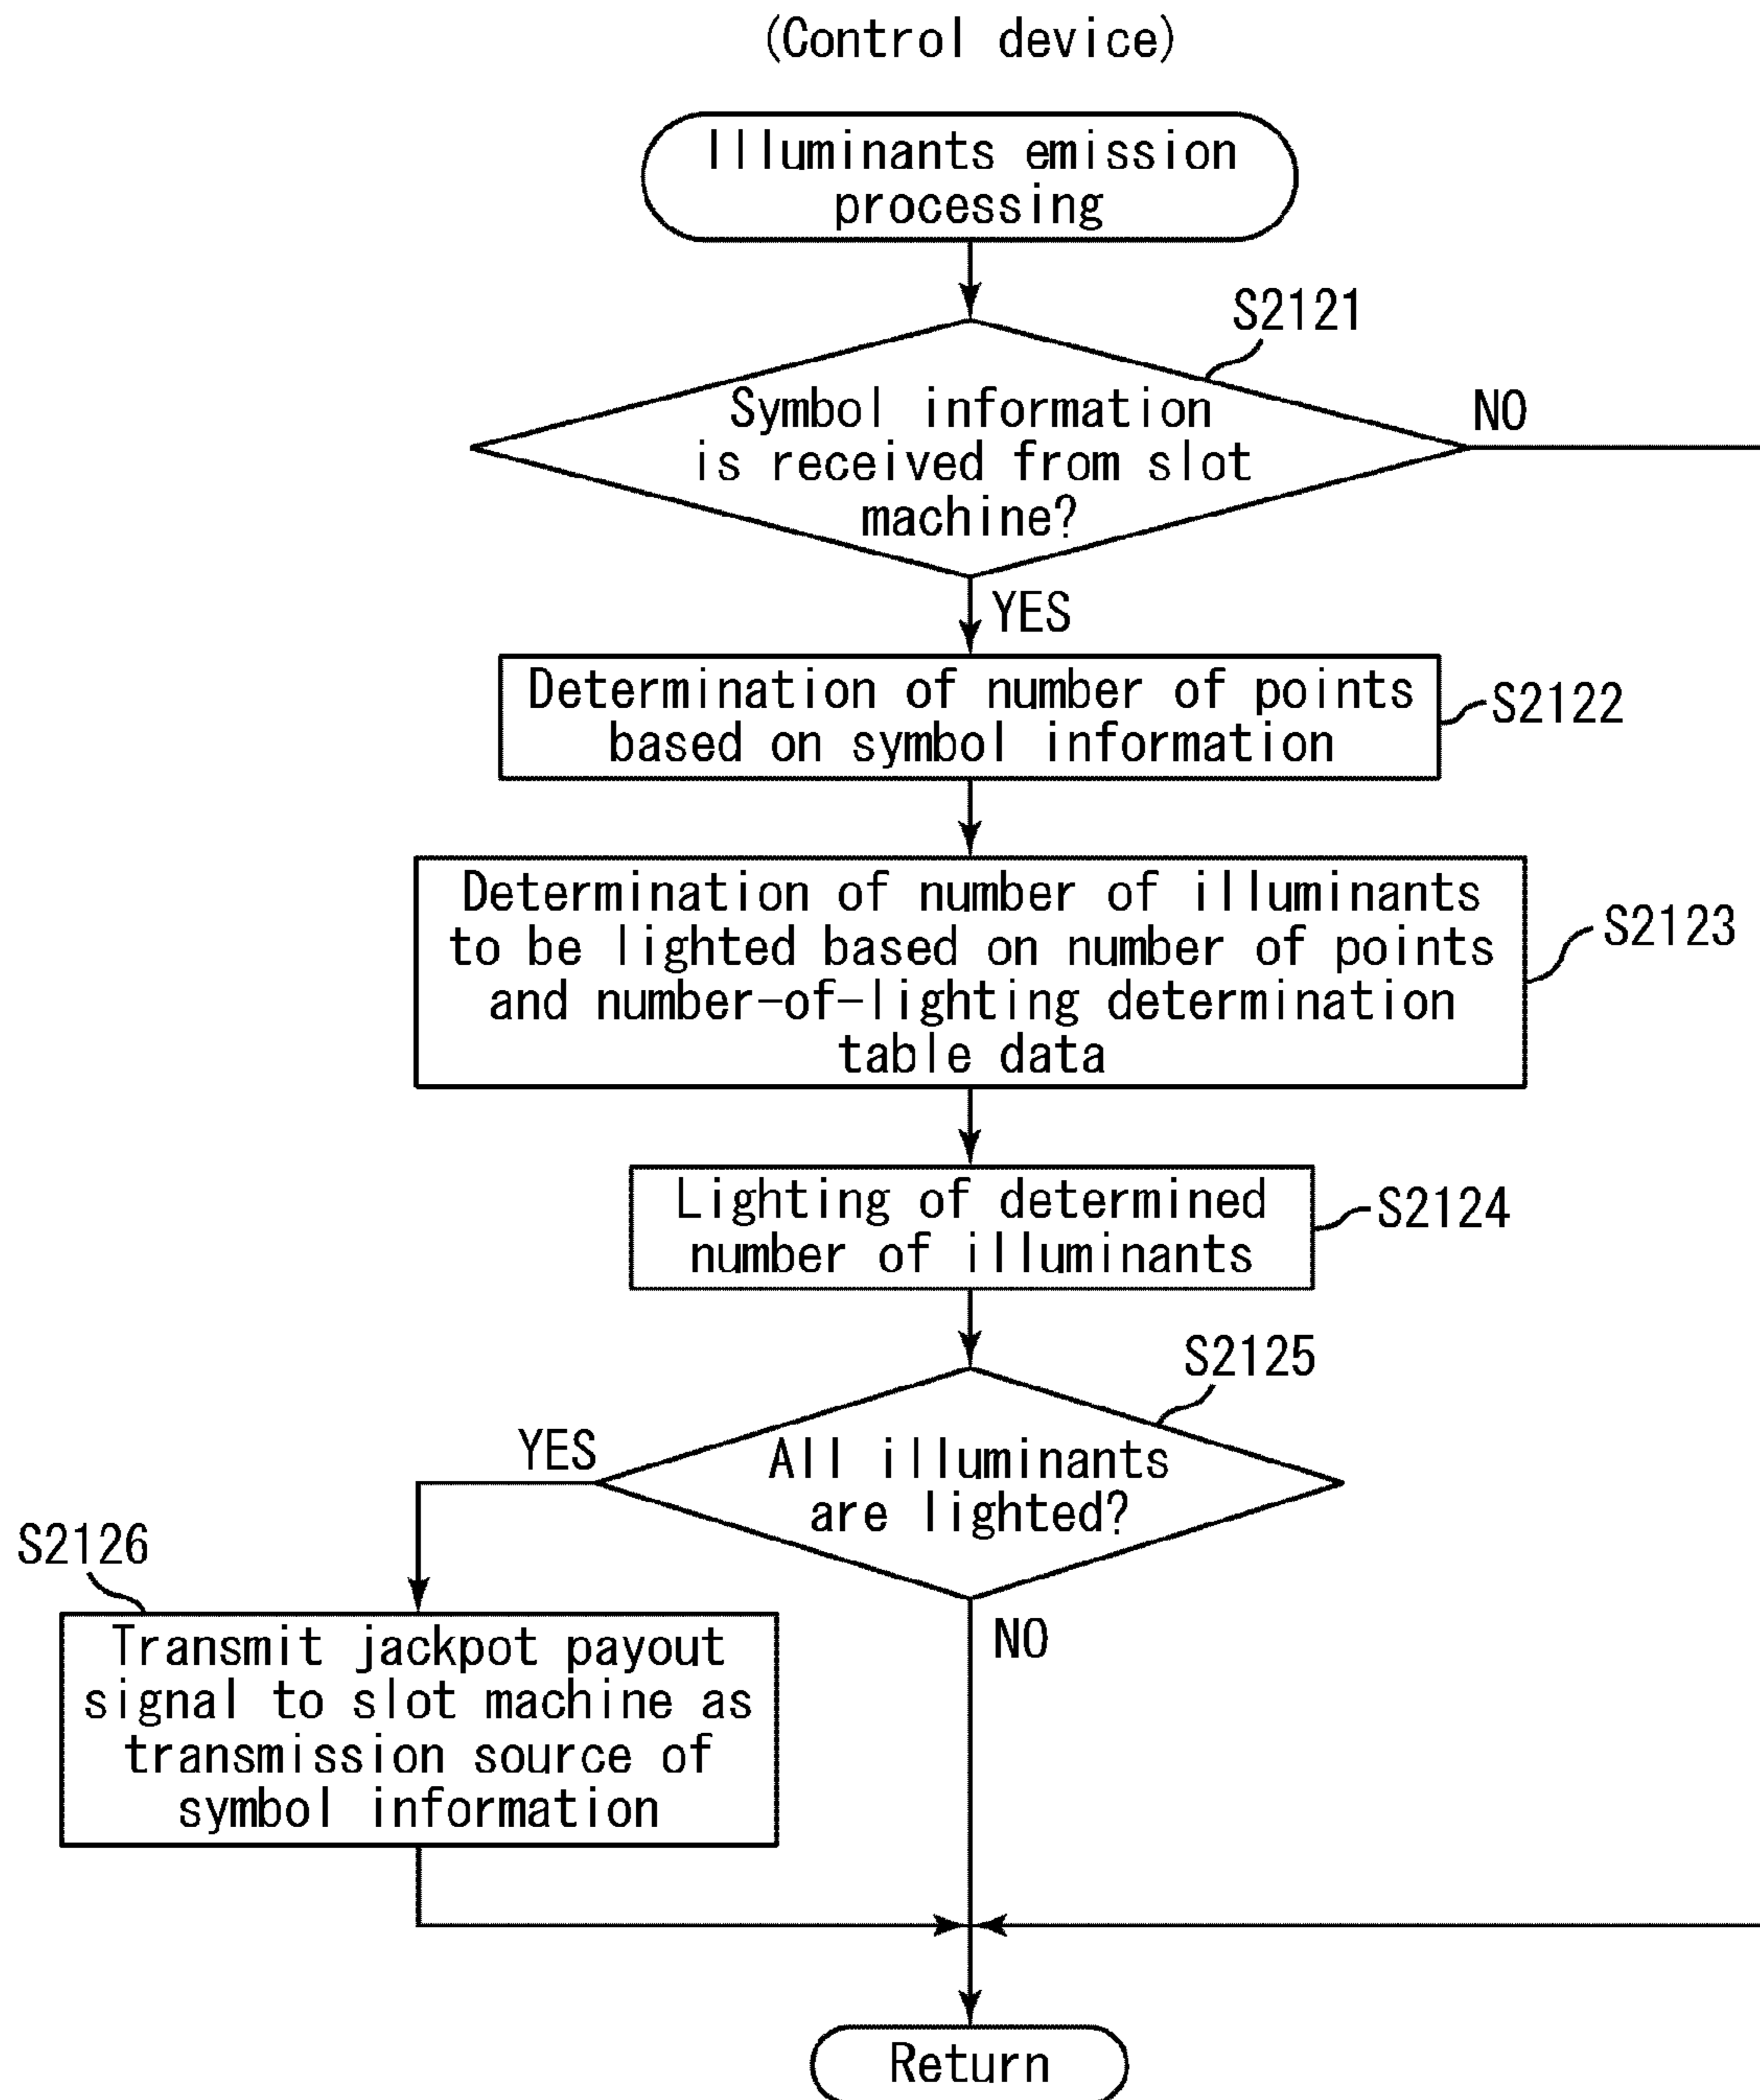 (Control device)
Illuminants emission
processing
S2121
Symbol information
is received from slot
machine?
NO
YES
Determination of number of points
based on symbol information
S2122
Determination of number of illuminants
to be lighted based on number of points
and number-of-lighting determination
table data
S2123
Lighting of determined
number of illuminants
S2124
S2125
YES
All illuminants
are lighted?
S2126
NO
Transmit jackpot payout
signal to slot machine as
transmission source of
symbol information
Return